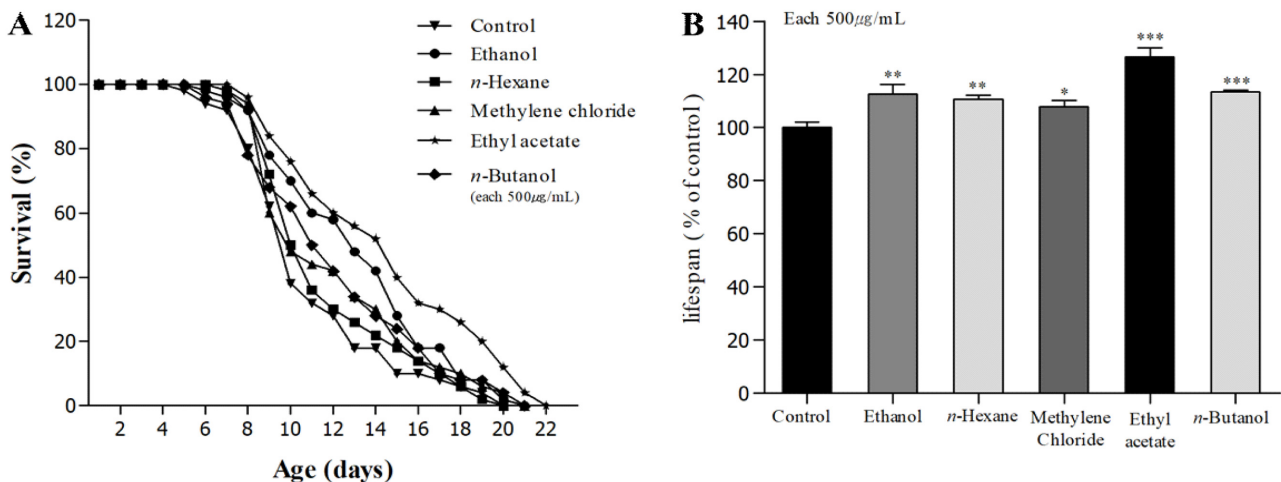 A
120
100
80
60
40
20
0
Survival (%)
2 4 6 8 10 12 14 16 18 20 22
Age (days)
Control
Ethanol
n-Hexane
Methylene chloride
Ethyl acetate
n-Butanol
(each 500μg/mL)
B
Each 500μg/mL
140
120
100
80
60
40
20
0
lifespan ( % of control )
** ** * *** ***
Control Ethanol n-Hexane Methylene Ethyl n-Butanol
Chloride acetate